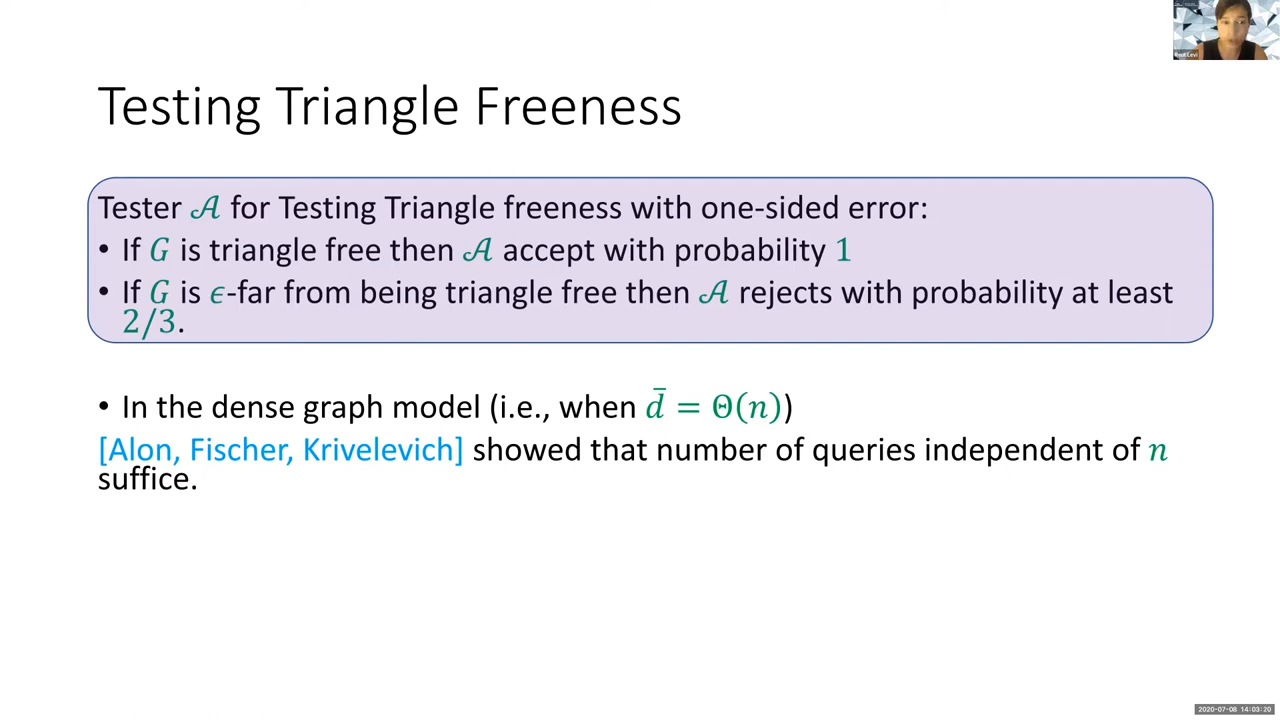 Reut Levi
Testing Triangle Freeness
Tester 𝒜 for Testing Triangle freeness with one-sided error:
• If G is triangle free then 𝒜 accept with probability 1
• If G is ϵ-far from being triangle free then 𝒜 rejects with probability at least
2/3.
• In the dense graph model (i.e., when d̄ = Θ(n))
[Alon, Fischer, Krivelevich] showed that number of queries independent of n
suffice.
2020-07-08 14:03:20